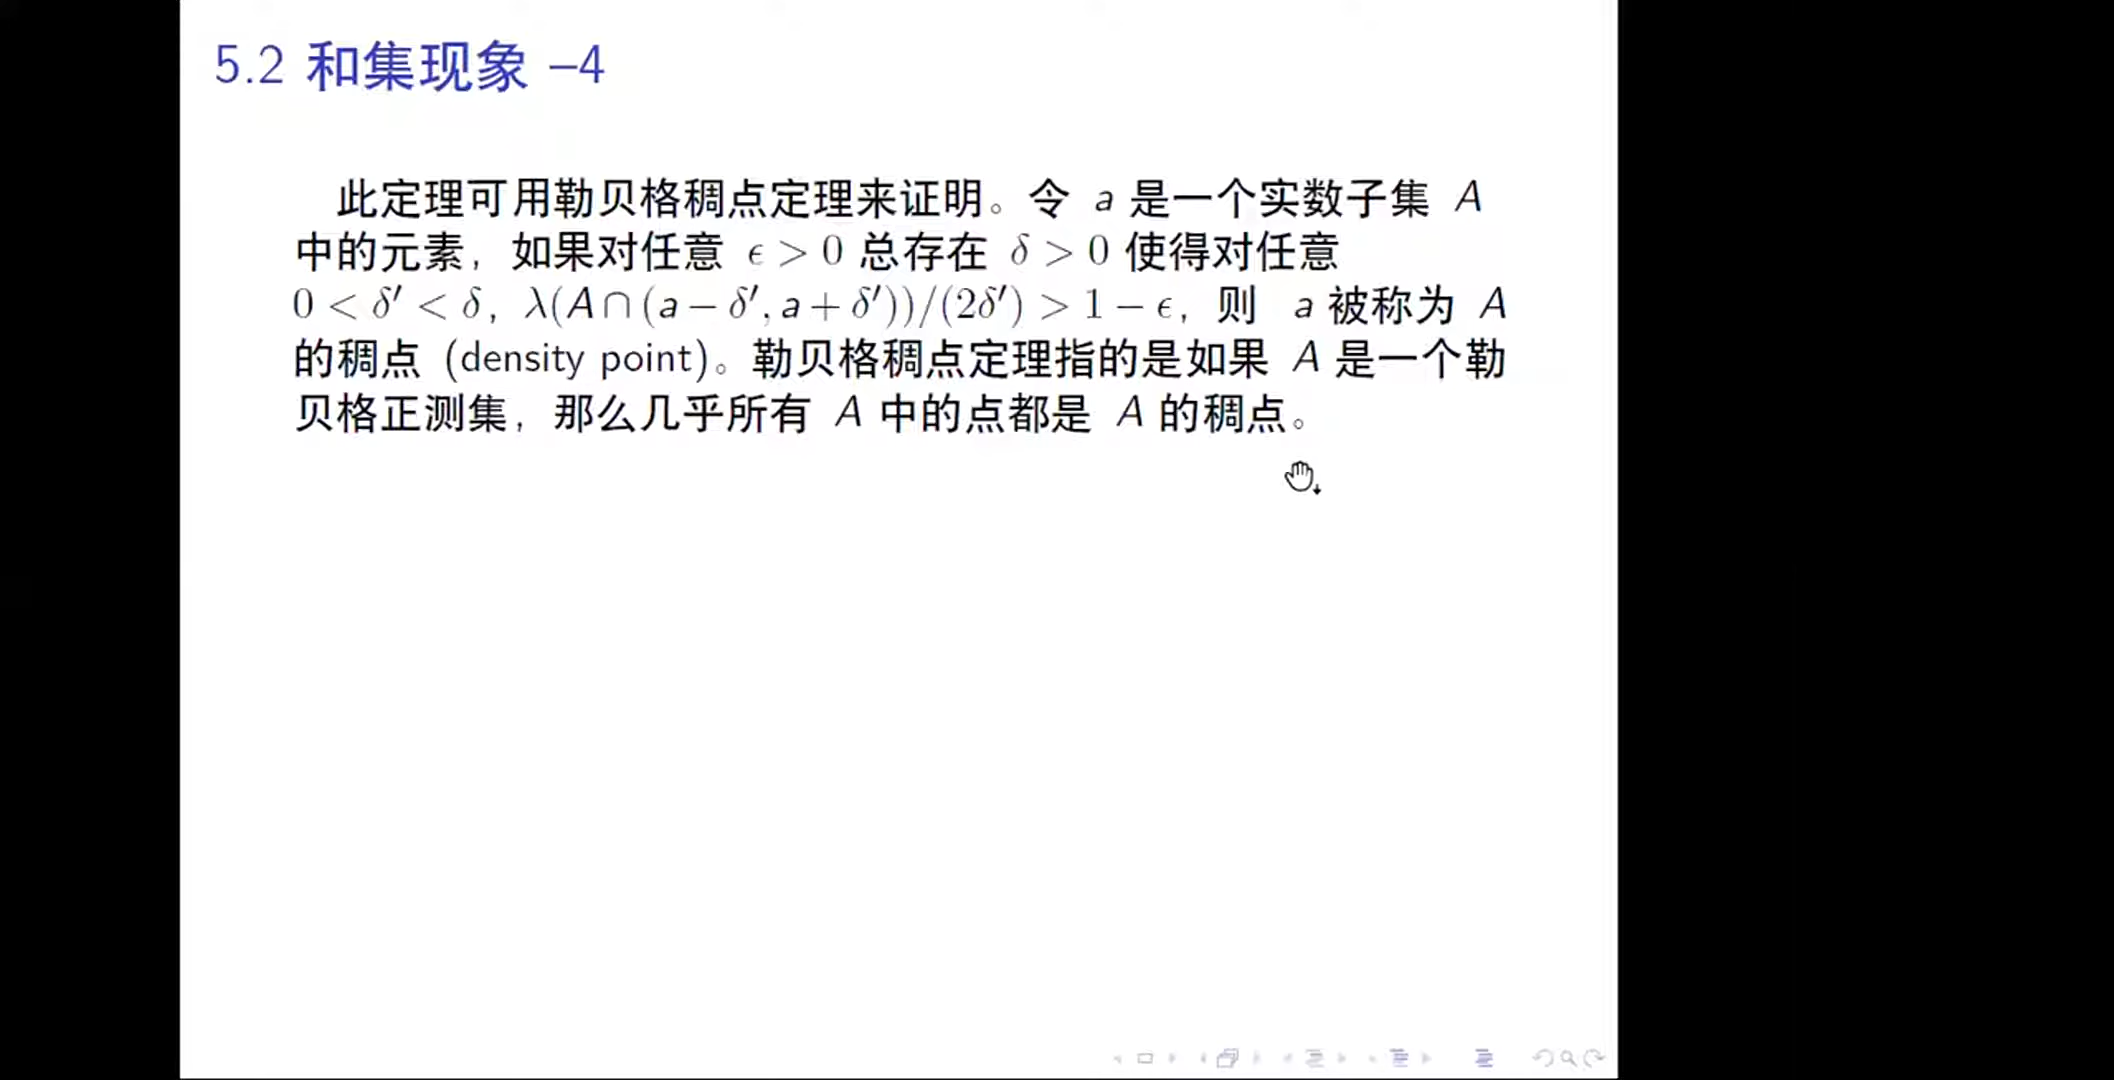 5.2 和集现象 –4
此定理可用勒贝格稠点定理来证明。令 a 是一个实数子集 A
中的元素，如果对任意 ϵ > 0 总存在 δ > 0 使得对任意
0 < δ′ < δ，λ(A∩(a − δ′, a + δ′))/(2δ′) > 1 − ϵ，则 a 被称为 A
的稠点 (density point)。勒贝格稠点定理指的是如果 A 是一个勒
贝格正测集，那么几乎所有 A 中的点都是 A 的稠点。